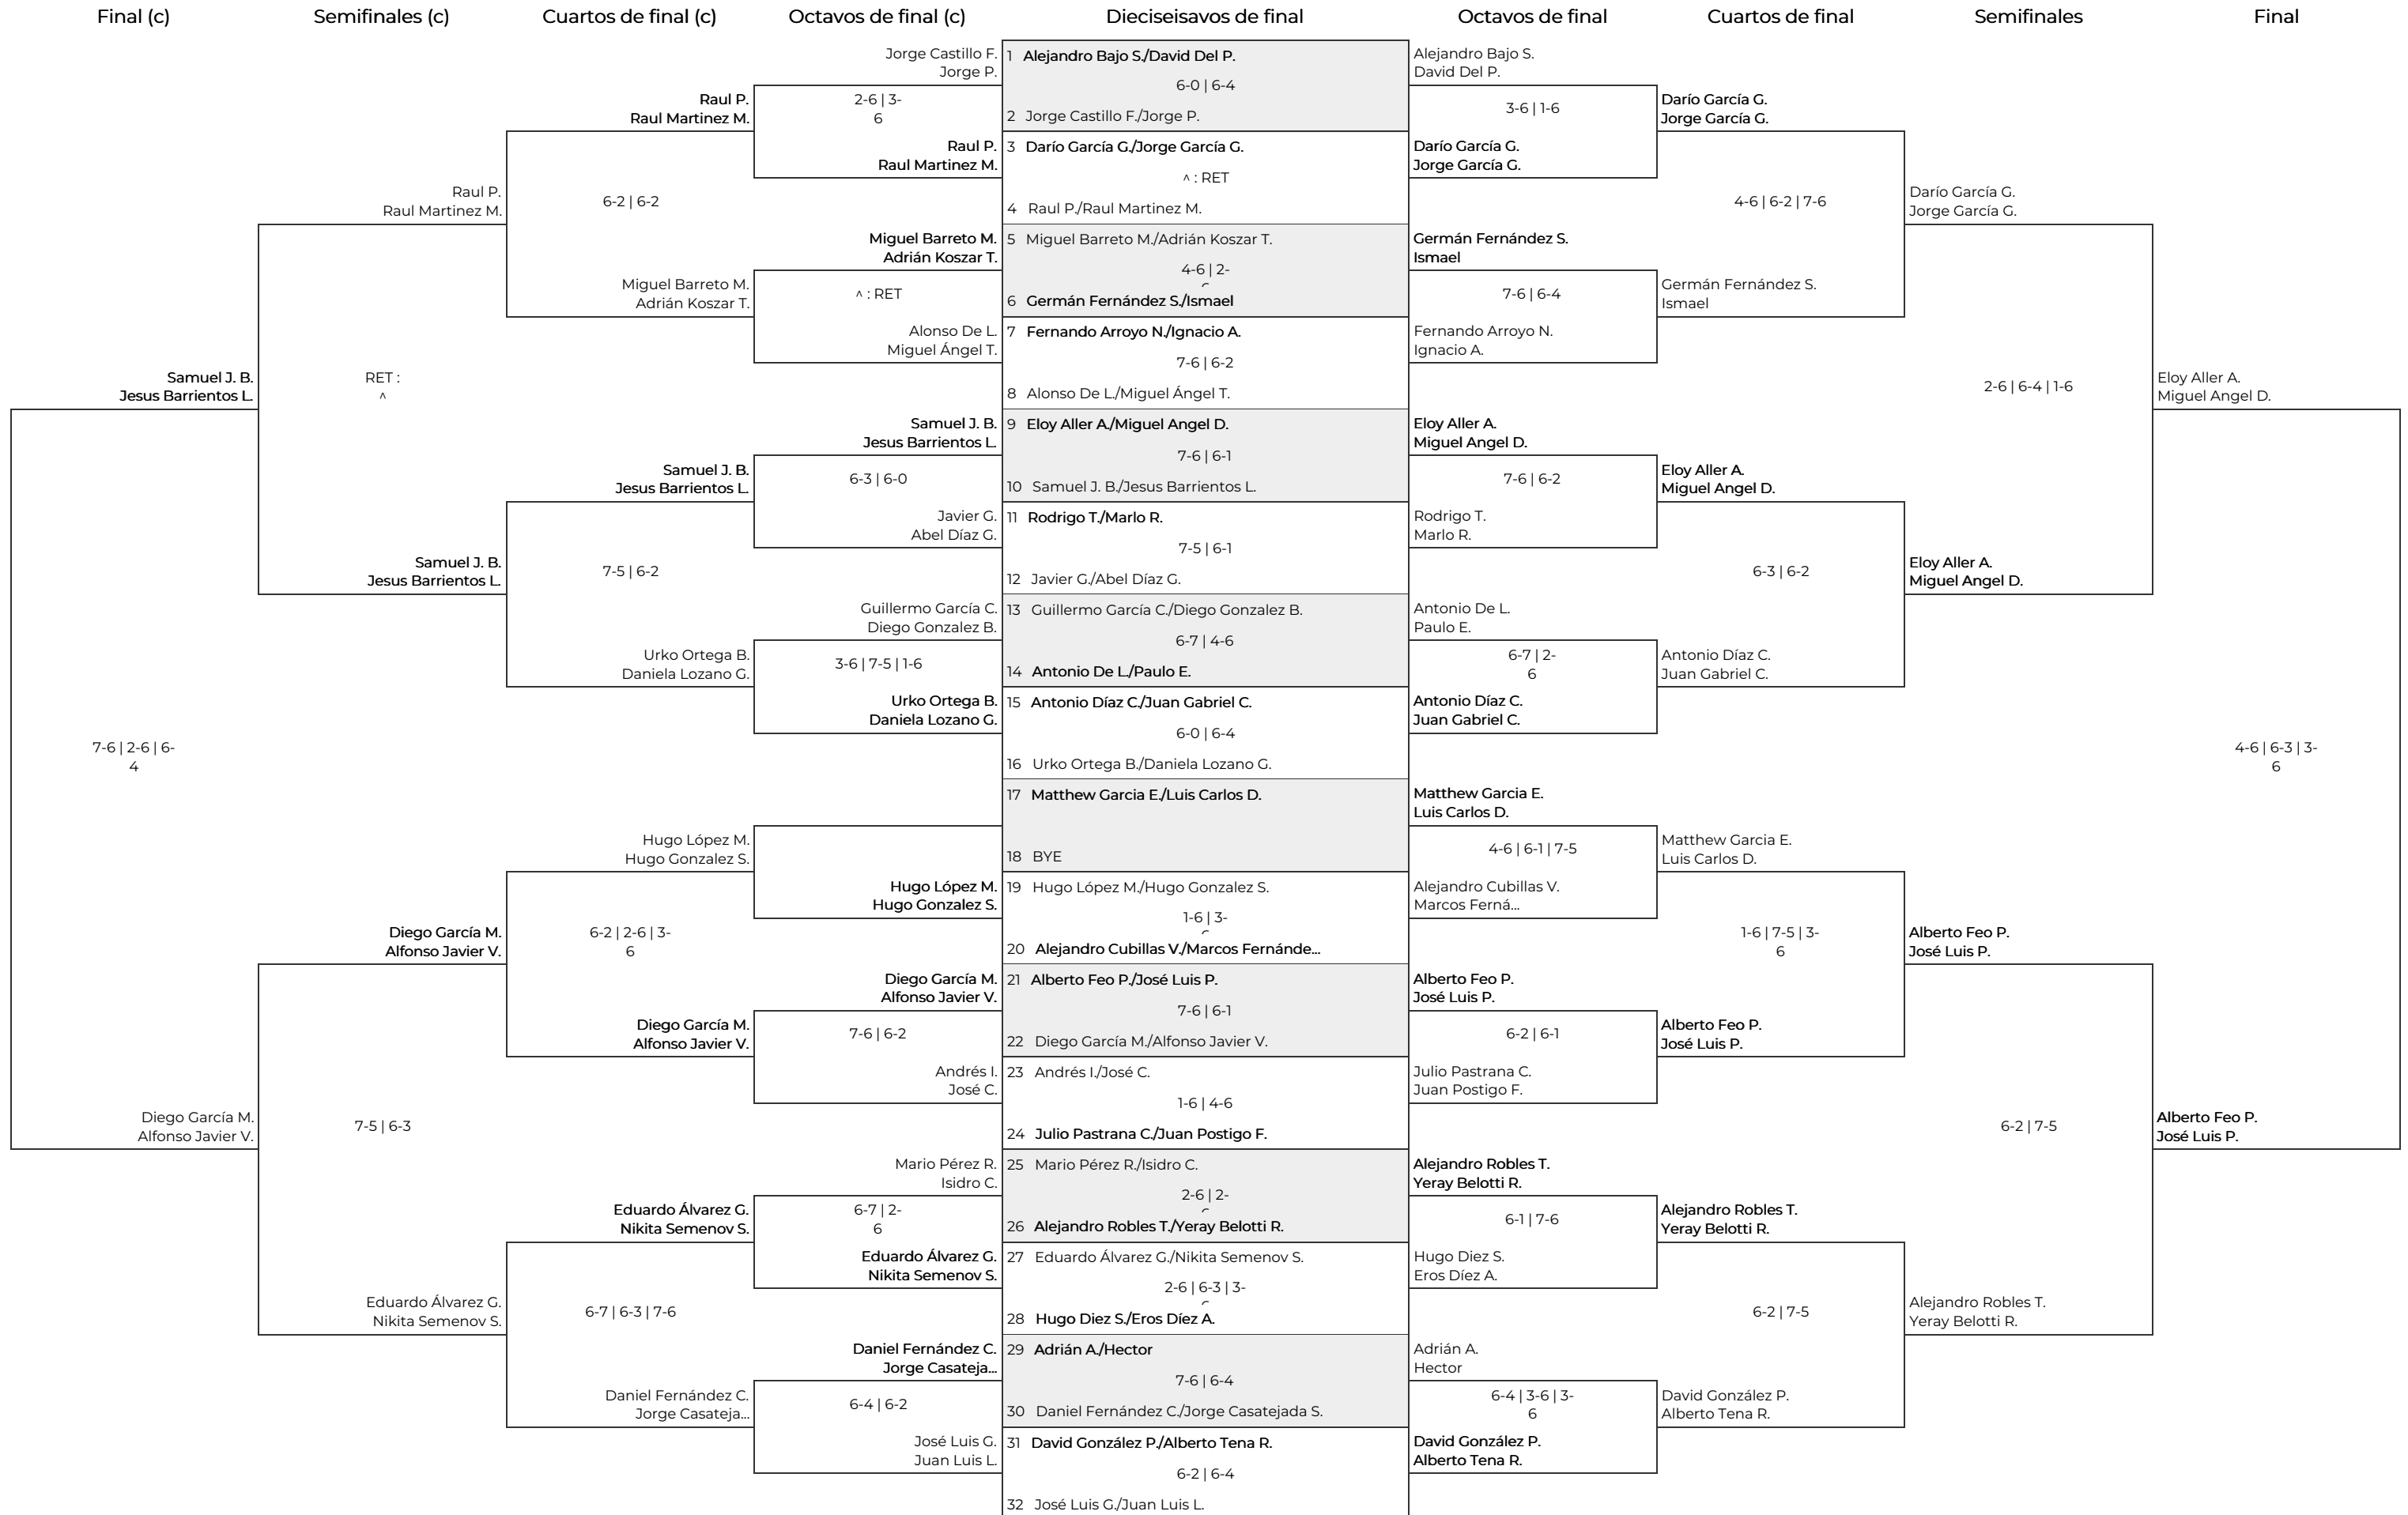 Final (c)
Semifinales (c)
Cuartos de final (c)
Octavos de final (c)
Dieciseisavos de final
Octavos de final
Cuartos de final
Semifinales
Final
Samuel J. B.
Jesus Barrientos L.
7-6 | 2-6 | 6-
4
Diego García M.
Alfonso Javier V.
Raul P.
Raul Martinez M.
RET :
^
Samuel J. B.
Jesus Barrientos L.
Diego García M.
Alfonso Javier V.
7-5 | 6-3
Eduardo Álvarez G.
Nikita Semenov S.
Raul P.
Raul Martinez M.
6-2 | 6-2
Miguel Barreto M.
Adrián Koszar T.
Samuel J. B.
Jesus Barrientos L.
7-5 | 6-2
Urko Ortega B.
Daniela Lozano G.
Hugo López M.
Hugo Gonzalez S.
6-2 | 2-6 | 3-
6
Diego García M.
Alfonso Javier V.
Eduardo Álvarez G.
Nikita Semenov S.
6-7 | 6-3 | 7-6
Daniel Fernández C.
Jorge Casateja...
Jorge Castillo F.
Jorge P.
2-6 | 3-
6
Raul P.
Raul Martinez M.
Miguel Barreto M.
Adrián Koszar T.
^ : RET
Alonso De L.
Miguel Ángel T.
Samuel J. B.
Jesus Barrientos L.
6-3 | 6-0
Javier G.
Abel Díaz G.
Guillermo García C.
Diego Gonzalez B.
3-6 | 7-5 | 1-6
Urko Ortega B.
Daniela Lozano G.
Hugo López M.
Hugo Gonzalez S.
Diego García M.
Alfonso Javier V.
7-6 | 6-2
Andrés I.
José C.
Mario Pérez R.
Isidro C.
6-7 | 2-
6
Eduardo Álvarez G.
Nikita Semenov S.
Daniel Fernández C.
Jorge Casateja...
6-4 | 6-2
José Luis G.
Juan Luis L.
1 Alejandro Bajo S./David Del P.
6-0 | 6-4
2 Jorge Castillo F./Jorge P.
3 Darío García G./Jorge García G.
^ : RET
4 Raul P./Raul Martinez M.
5 Miguel Barreto M./Adrián Koszar T.
4-6 | 2-
6 Germán Fernández S./Ismael
7 Fernando Arroyo N./Ignacio A.
7-6 | 6-2
8 Alonso De L./Miguel Ángel T.
9 Eloy Aller A./Miguel Angel D.
7-6 | 6-1
10 Samuel J. B./Jesus Barrientos L.
11 Rodrigo T./Marlo R.
7-5 | 6-1
12 Javier G./Abel Díaz G.
13 Guillermo García C./Diego Gonzalez B.
6-7 | 4-6
14 Antonio De L./Paulo E.
15 Antonio Díaz C./Juan Gabriel C.
6-0 | 6-4
16 Urko Ortega B./Daniela Lozano G.
17 Matthew Garcia E./Luis Carlos D.
18 BYE
19 Hugo López M./Hugo Gonzalez S.
1-6 | 3-
20 Alejandro Cubillas V./Marcos Fernánde...
21 Alberto Feo P./José Luis P.
7-6 | 6-1
22 Diego García M./Alfonso Javier V.
23 Andrés I./José C.
1-6 | 4-6
24 Julio Pastrana C./Juan Postigo F.
25 Mario Pérez R./Isidro C.
2-6 | 2-
26 Alejandro Robles T./Yeray Belotti R.
27 Eduardo Álvarez G./Nikita Semenov S.
2-6 | 6-3 | 3-
28 Hugo Diez S./Eros Díez A.
29 Adrián A./Hector
7-6 | 6-4
30 Daniel Fernández C./Jorge Casatejada S.
31 David González P./Alberto Tena R.
6-2 | 6-4
32 José Luis G./Juan Luis L.
Alejandro Bajo S.
David Del P.
3-6 | 1-6
Darío García G.
Jorge García G.
Germán Fernández S.
Ismael
7-6 | 6-4
Fernando Arroyo N.
Ignacio A.
Eloy Aller A.
Miguel Angel D.
7-6 | 6-2
Rodrigo T.
Marlo R.
Antonio De L.
Paulo E.
6-7 | 2-
6
Antonio Díaz C.
Juan Gabriel C.
Matthew Garcia E.
Luis Carlos D.
4-6 | 6-1 | 7-5
Alejandro Cubillas V.
Marcos Ferná...
Alberto Feo P.
José Luis P.
6-2 | 6-1
Julio Pastrana C.
Juan Postigo F.
Alejandro Robles T.
Yeray Belotti R.
6-1 | 7-6
Hugo Diez S.
Eros Díez A.
Adrián A.
Hector
6-4 | 3-6 | 3-
6
David González P.
Alberto Tena R.
Darío García G.
Jorge García G.
4-6 | 6-2 | 7-6
Germán Fernández S.
Ismael
Eloy Aller A.
Miguel Angel D.
6-3 | 6-2
Antonio Díaz C.
Juan Gabriel C.
Matthew Garcia E.
Luis Carlos D.
1-6 | 7-5 | 3-
6
Alberto Feo P.
José Luis P.
Alejandro Robles T.
Yeray Belotti R.
6-2 | 7-5
David González P.
Alberto Tena R.
Darío García G.
Jorge García G.
2-6 | 6-4 | 1-6
Eloy Aller A.
Miguel Angel D.
Alberto Feo P.
José Luis P.
6-2 | 7-5
Alejandro Robles T.
Yeray Belotti R.
Eloy Aller A.
Miguel Angel D.
4-6 | 6-3 | 3-
6
Alberto Feo P.
José Luis P.